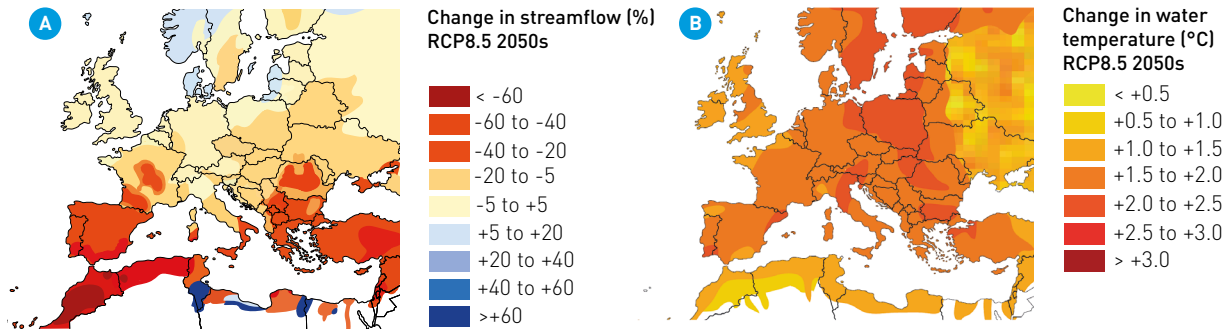 A
Change in streamflow (%)
RCP8.5 2050s
< -60
-60 to -40
-40 to -20
-20 to -5
-5 to +5
+5 to +20
+20 to +40
+40 to +60
>+60
B
Change in water
temperature (°C)
RCP8.5 2050s
< +0.5
+0.5 to +1.0
+1.0 to +1.5
+1.5 to +2.0
+2.0 to +2.5
+2.5 to +3.0
> +3.0